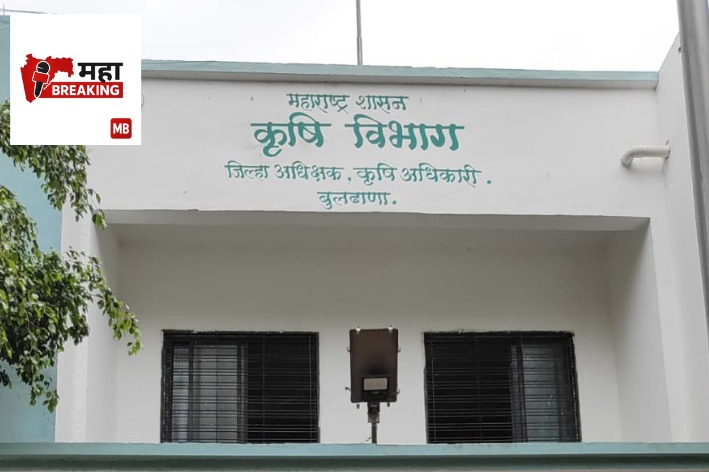 महा
BREAKING
MB
महाराष्ट्र शासन
कृषि विभाग
जिल्हा अधिक्षक, कृषि अधिकारी.
बुलढाणा.